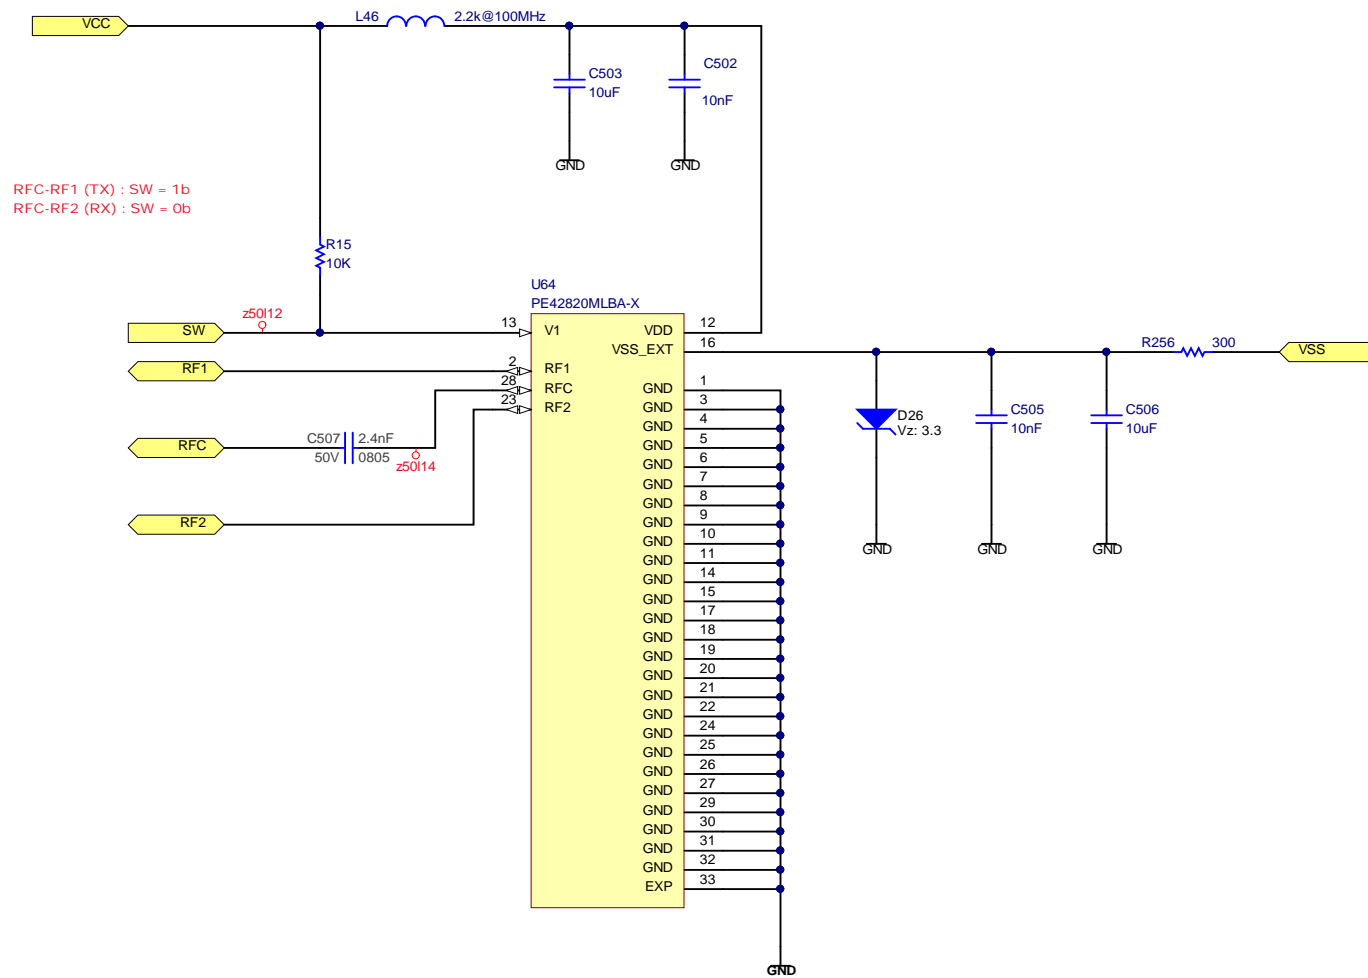 VCC
L46 2.2k@100MHz
C503
10uF
C502
10nF
GND
GND
RFC-RF1 (TX) : SW = 1b
RFC-RF2 (RX) : SW = 0b
R15
10K
U64
PE42820MLBA-X
SW
z50l12
13 V1
RF1
2 RF1
28 RFC
23 RF2
RFC
C507 2.4nF
50V 0805
z50l14
RF2
VDD 12
VSS_EXT 16
GND 1
GND 3
GND 4
GND 5
GND 6
GND 7
GND 8
GND 9
GND 10
GND 11
GND 14
GND 15
GND 17
GND 18
GND 19
GND 20
GND 21
GND 22
GND 24
GND 25
GND 26
GND 27
GND 29
GND 30
GND 31
GND 32
EXP 33
GND
R256 300
VSS
D26
Vz: 3.3
C505
10nF
C506
10uF
GND
GND
GND